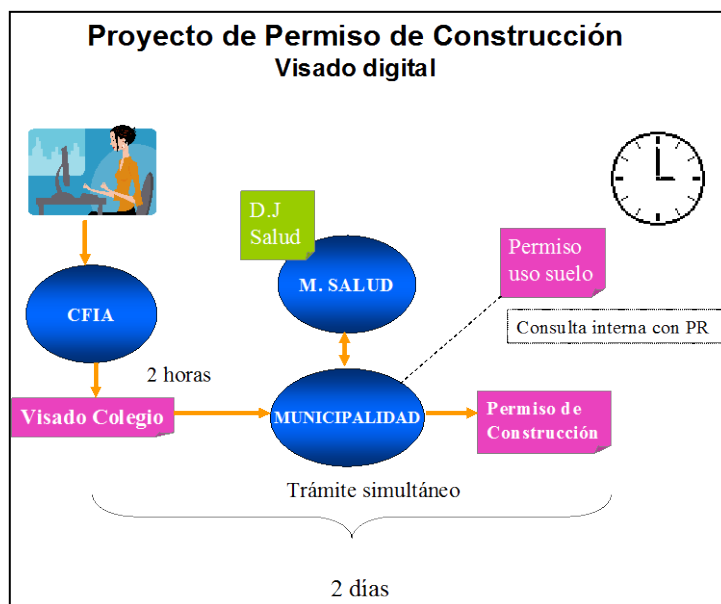 Proyecto de Permiso de Construcción
Visado digital
D.J
Salud
Permiso
uso suelo
M. SALUD
CFIA
Consulta interna con PR
2 horas
Visado Colegio
MUNICIPALIDAD
Permiso de
Construcción
Trámite simultáneo
2 días